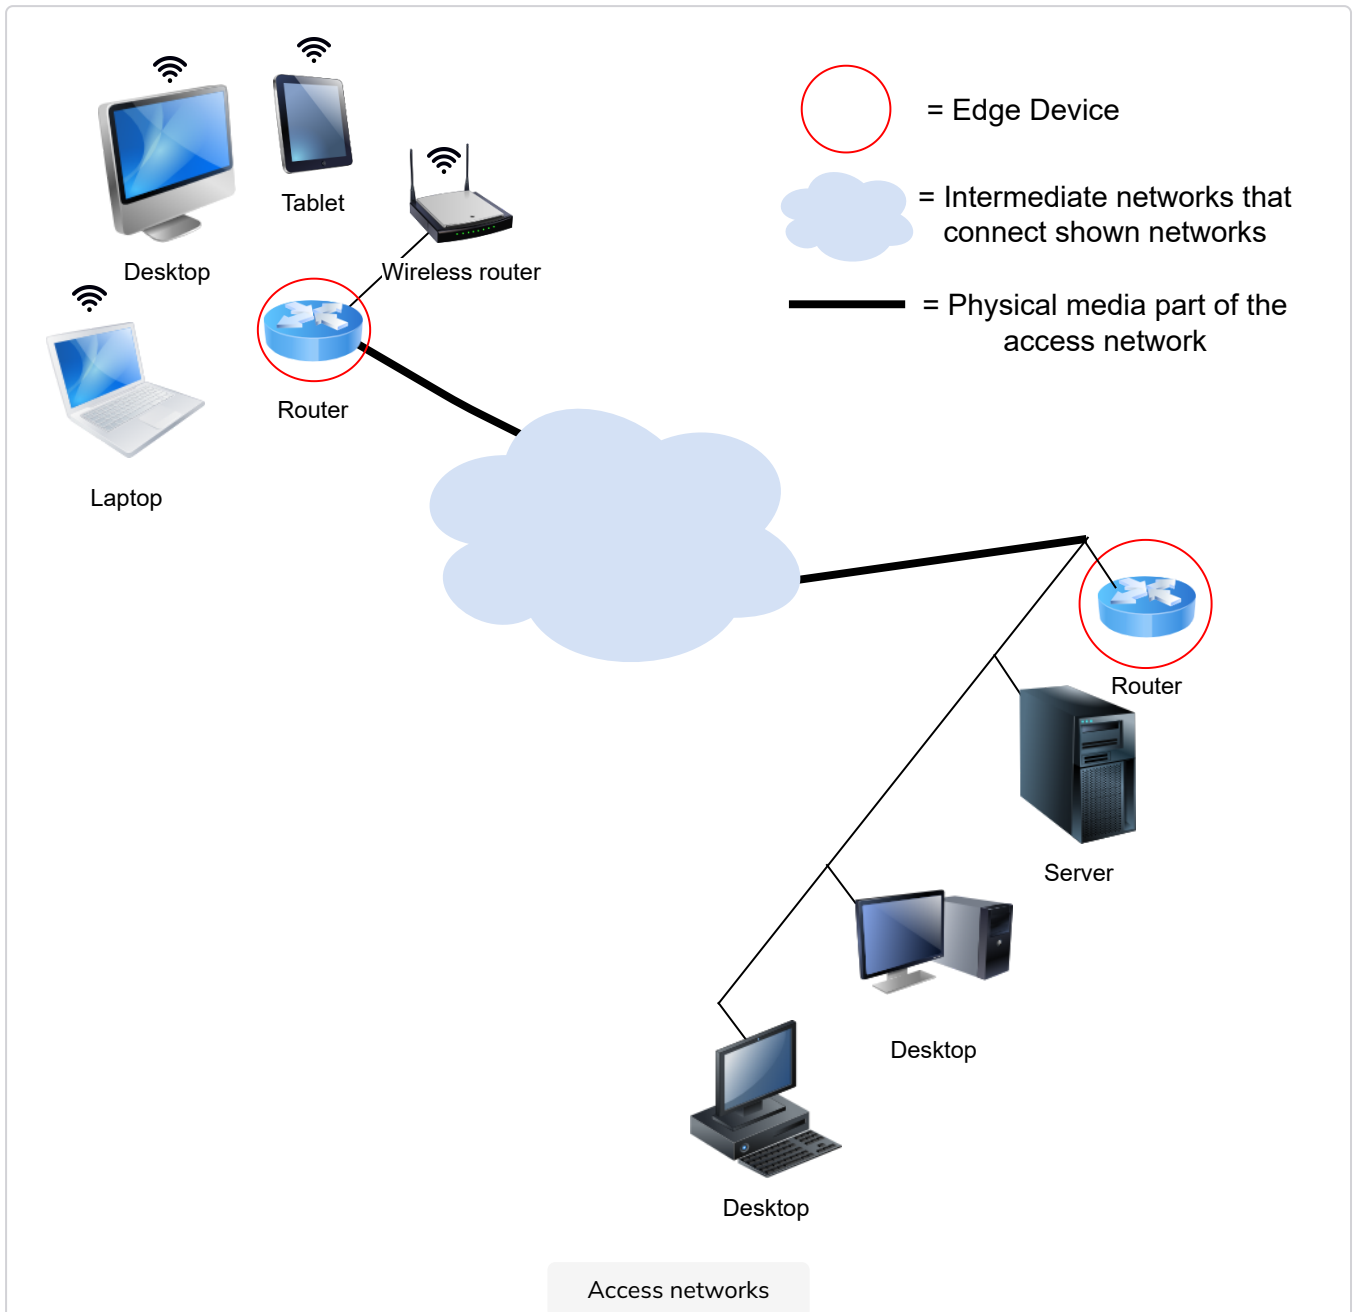 Tablet
Desktop
Wireless router
Router
Laptop
= Edge Device
= Intermediate networks that
connect shown networks
= Physical media part of the
access network
Router
Server
Desktop
Desktop
Access networks